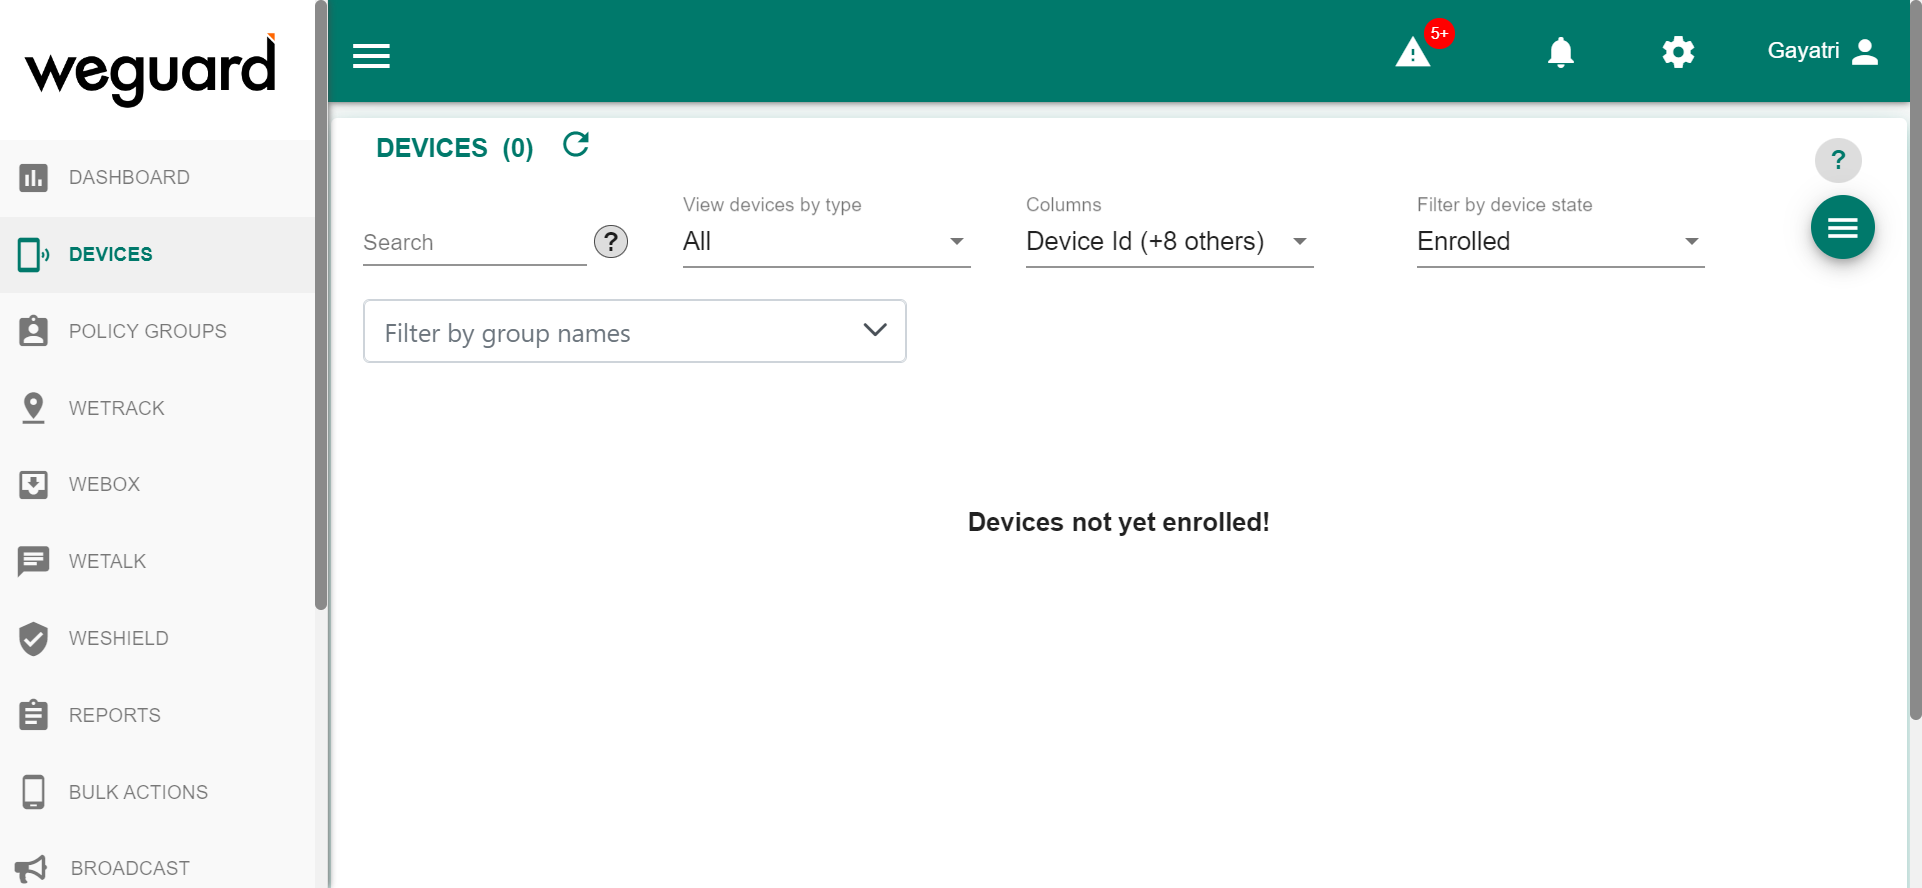 weguard
5+
Gayatri
DASHBOARD
DEVICES
POLICY GROUPS
WETRACK
WEBOX
WETALK
WESHIELD
REPORTS
BULK ACTIONS
BROADCAST
DEVICES (0)
?
Search
?
View devices by type
All
Columns
Device Id (+8 others)
Filter by device state
Enrolled
Filter by group names
Devices not yet enrolled!